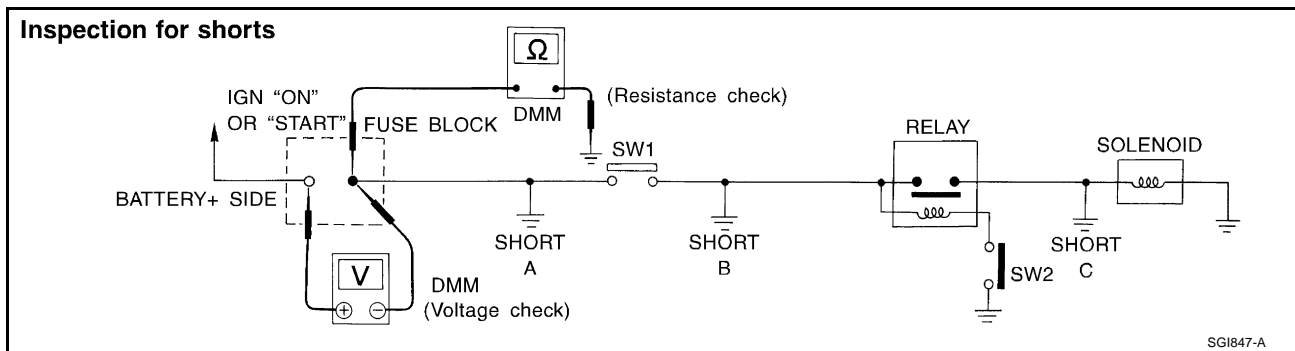 Inspection for shorts
Ω
DMM
(Resistance check)
IGN “ON”
OR “START”
FUSE BLOCK
SW1
RELAY
SOLENOID
BATTERY+ SIDE
SHORT
A
SHORT
B
SHORT
C
SW2
V
+ −
DMM
(Voltage check)
SGI847-A